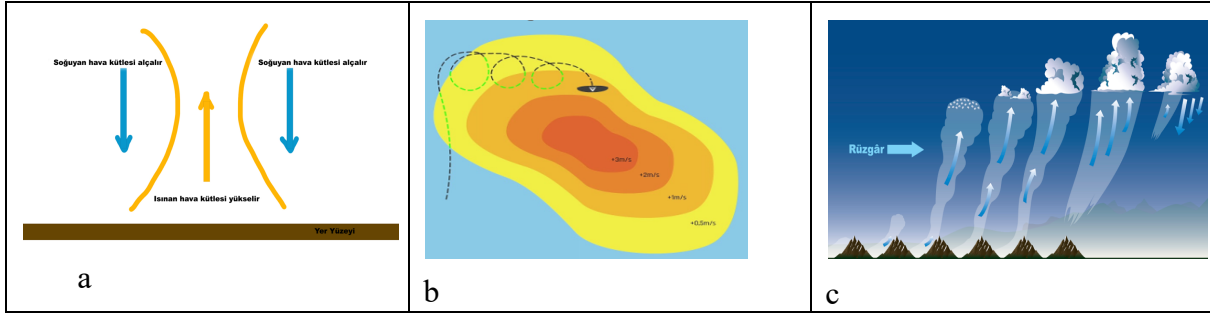 Soğuyan hava kütlesi alçalır
Soğuyan hava kütlesi alçalır
Isınan hava kütlesi yükselir
Yer Yüzeyi
a
+3m/s
+2m/s
+1m/s
+0,5m/s
b
Rüzgâr
c